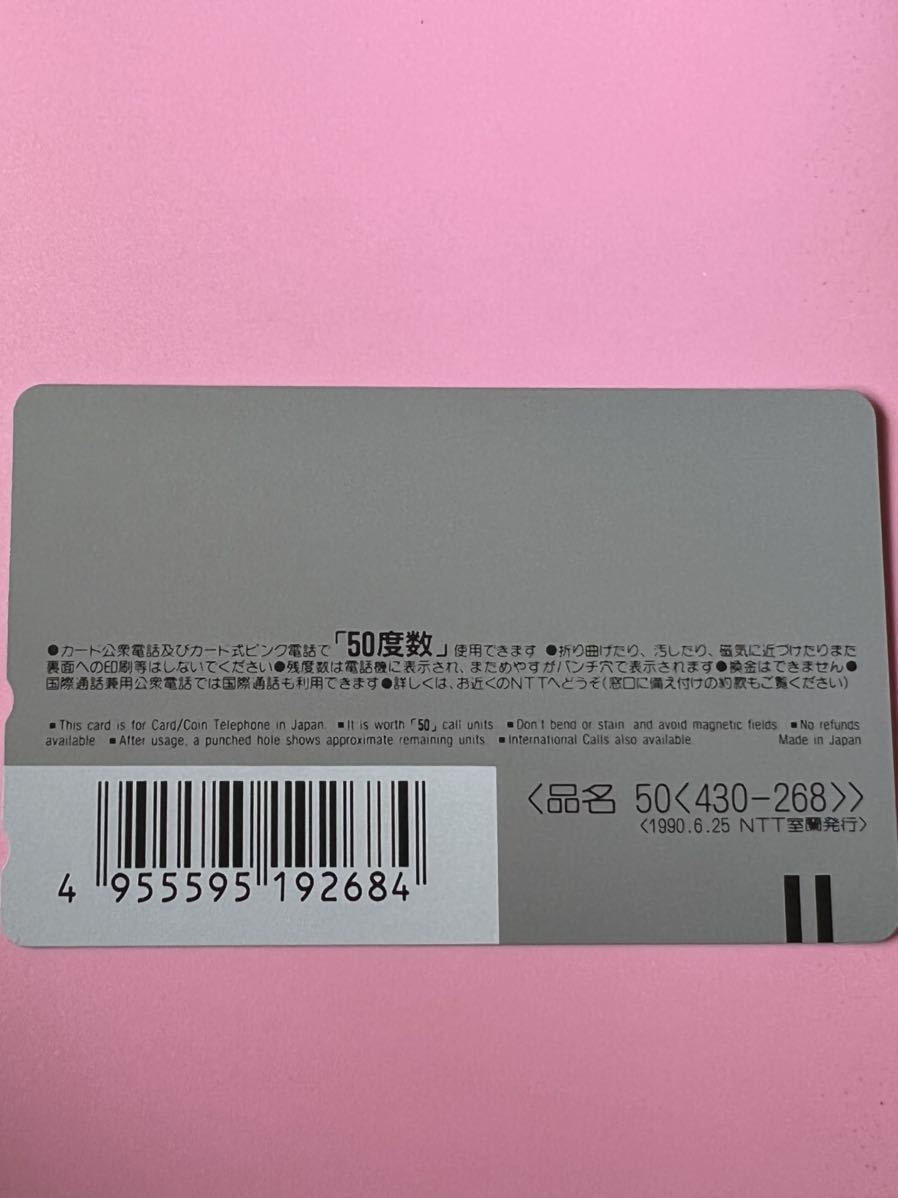 ●カード公衆電話及びカード式ピンク電話で「50度数」使用できます ●折り曲げたり、汚したり、磁気に近づけたりまた
裏面への印刷等はしないでください●残度数は電話機に表示され、まためやすがパンチ穴で表示されます●換金はできません●
国際通話兼用公衆電話では国際通話も利用できます●詳しくは、お近くのNTTへどうぞ(窓口に備え付けの約款もご覧ください)
■This card is for Card/Coin Telephone in Japan. ■It is worth「50」call units ■Don't bend or stain and avoid magnetic fields ■No refunds
available ■After usage, a punched hole shows approximate remaining units ■International Calls also available. Made in Japan
〈品名 50〈430-268〉〉
〈1990.6.25 NTT室蘭発行〉
4 955595 192684